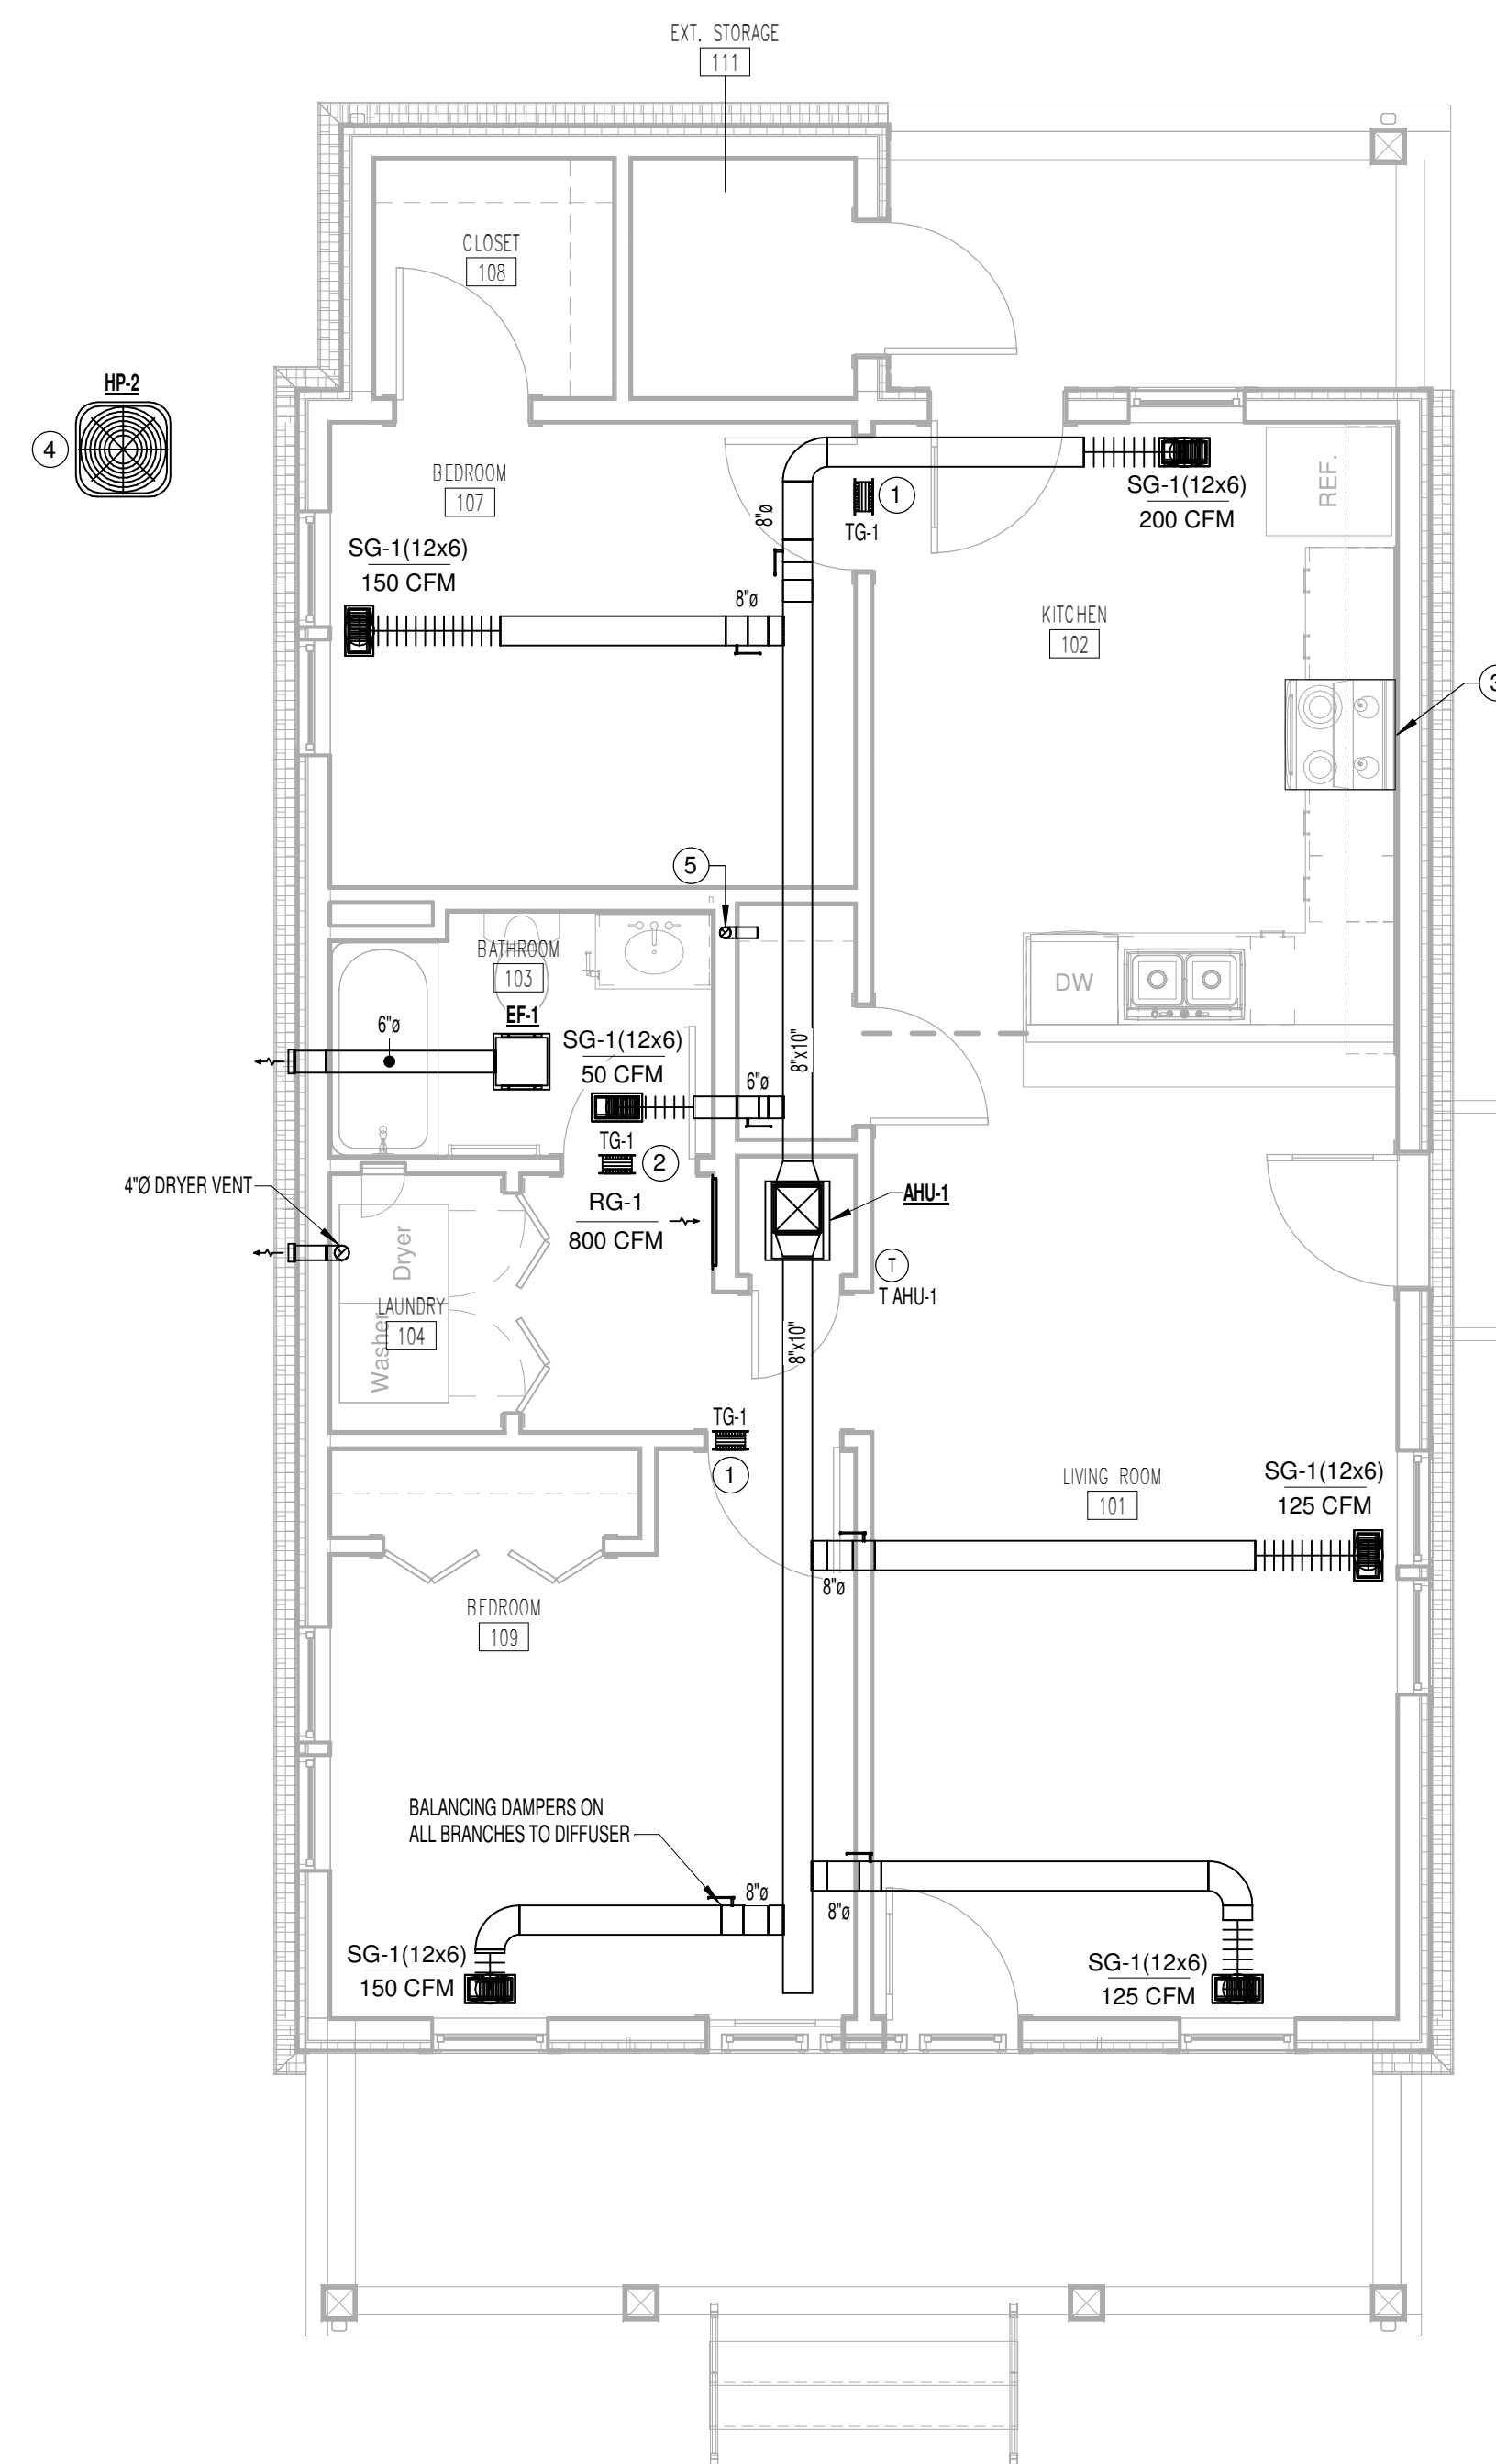 EXT. STORAGE
111
CLOSET
108
HP-2
4
BEDROOM
107
8"ø
1
TG-1
SG-1(12x6)
200 CFM
REF.
SG-1(12x6)
150 CFM
8"ø
KITCHEN
102
3
5
BATHROOM
103
EF-1
6"ø
SG-1(12x6)
50 CFM
6"ø
8"x10"
DW
TG-1
2
4"Ø DRYER VENT
RG-1
800 CFM
AHU-1
Dryer
T
T AHU-1
LAUNDRY
104
Washer
8"x10"
TG-1
1
LIVING ROOM
101
SG-1(12x6)
125 CFM
8"ø
BEDROOM
109
BALANCING DAMPERS ON
ALL BRANCHES TO DIFFUSER
8"ø
8"ø
SG-1(12x6)
150 CFM
SG-1(12x6)
125 CFM